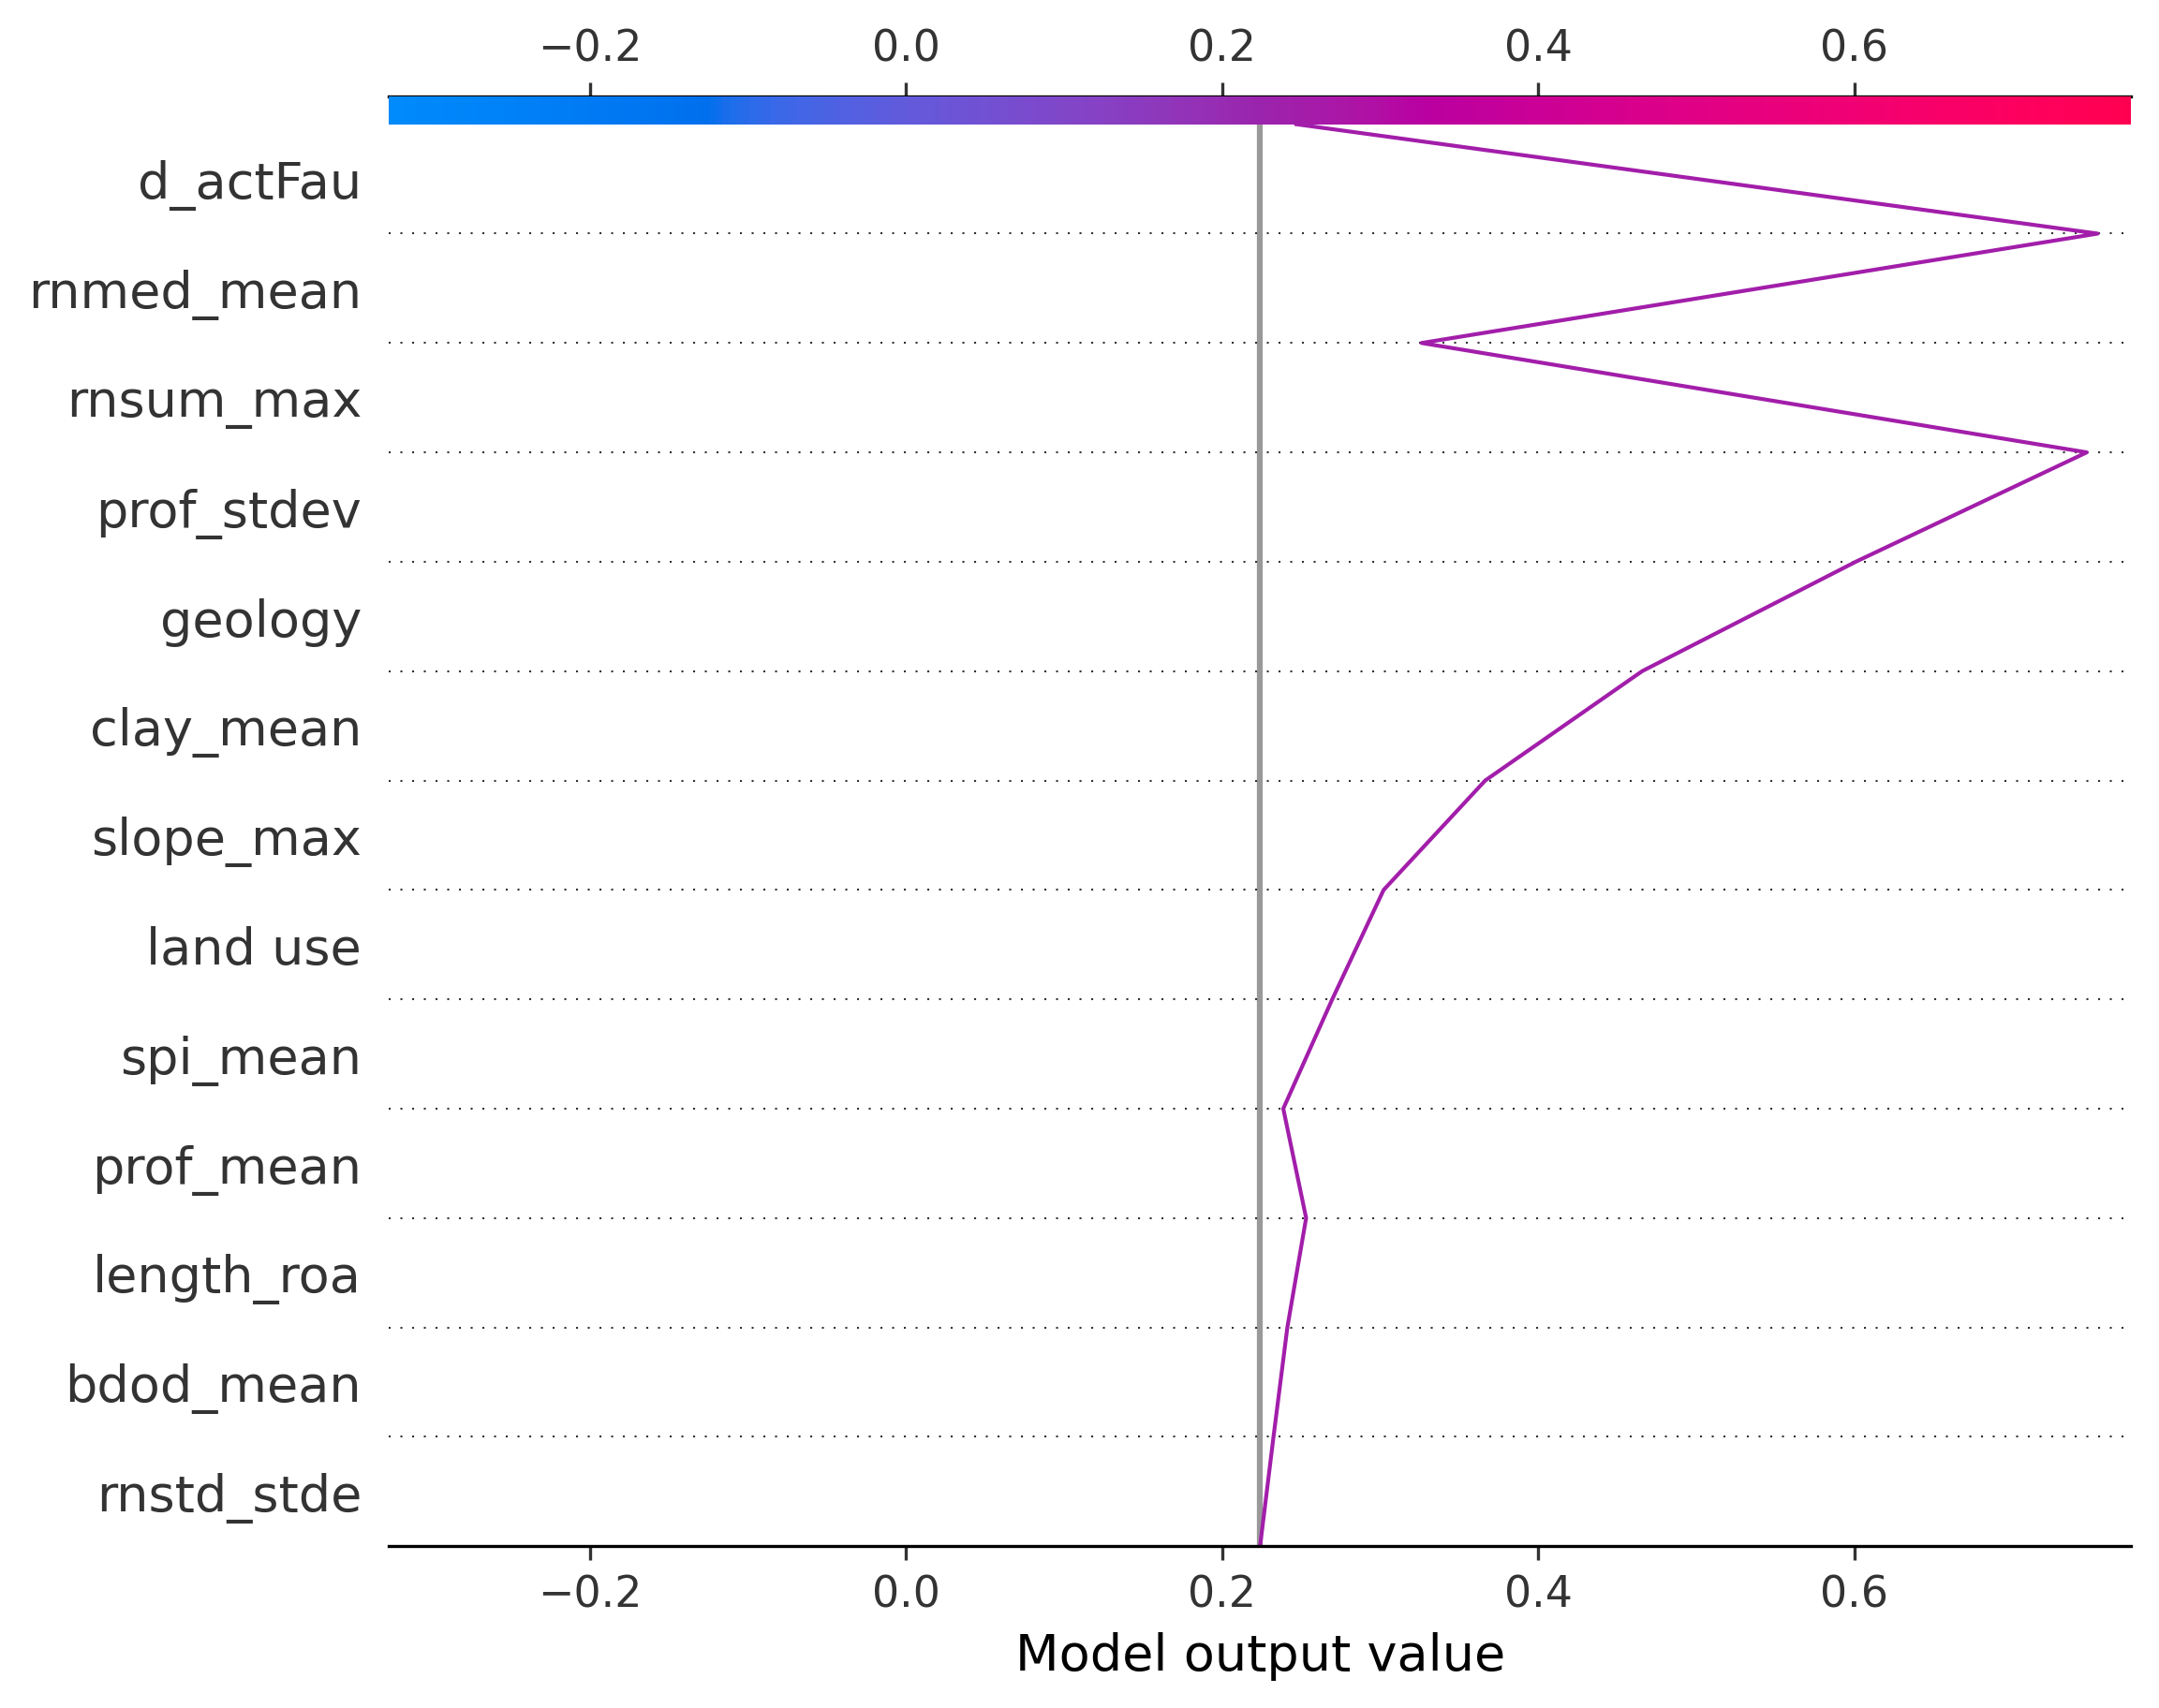 −0.2 0.0 0.2 0.4 0.6
d_actFau
rnmed_mean
rnsum_max
prof_stdev
geology
clay_mean
slope_max
land use
spi_mean
prof_mean
length_roa
bdod_mean
rnstd_stde
−0.2 0.0 0.2 0.4 0.6
Model output value